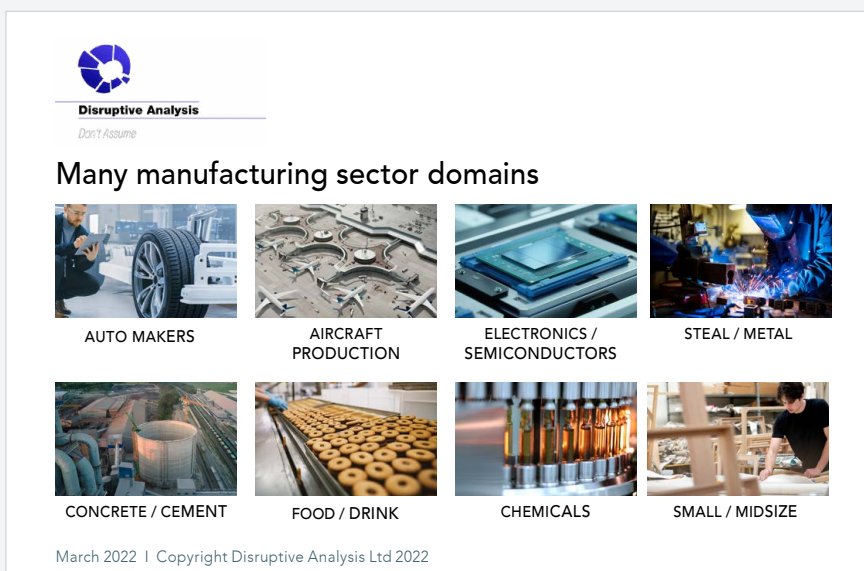 Disruptive Analysis
Don't Assume
Many manufacturing sector domains
AUTO MAKERS
AIRCRAFT
PRODUCTION
ELECTRONICS /
SEMICONDUCTORS
STEAL / METAL
CONCRETE / CEMENT
FOOD / DRINK
CHEMICALS
SMALL / MIDSIZE
March 2022 I Copyright Disruptive Analysis Ltd 2022